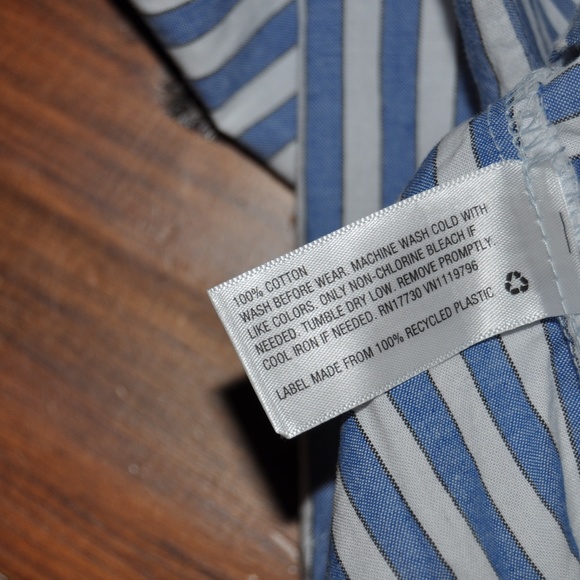 100% COTTON
WASH BEFORE WEAR. MACHINE WASH COLD WITH
LIKE COLORS. ONLY NON-CHLORINE BLEACH IF
NEEDED. TUMBLE DRY LOW. REMOVE PROMPTLY.
COOL IRON IF NEEDED. RN17730 VN1119796
LABEL MADE FROM 100% RECYCLED PLASTIC